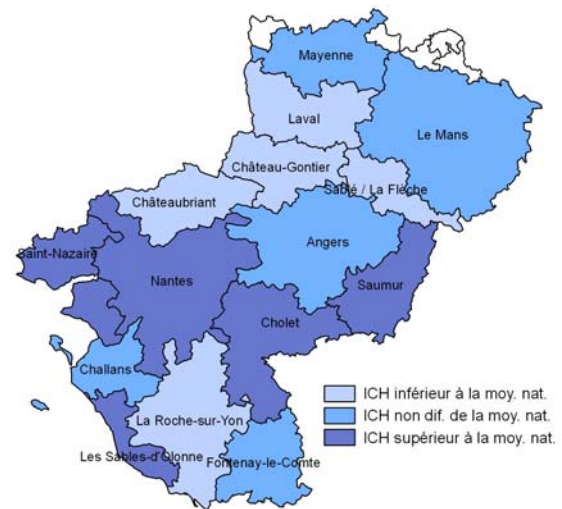 Mayenne
Laval
Le Mans
Château-Gontier
Sablé / La Flèche
Châteaubriant
Angers
Saint-Nazaire
Nantes
Saumur
Cholet
Challans
ICH inférieur à la moy. nat.
ICH non dif. de la moy. nat.
La Roche-sur-Yon
ICH supérieur à la moy. nat.
Les Sables-d'Olonne
Fontenay-le-Comte